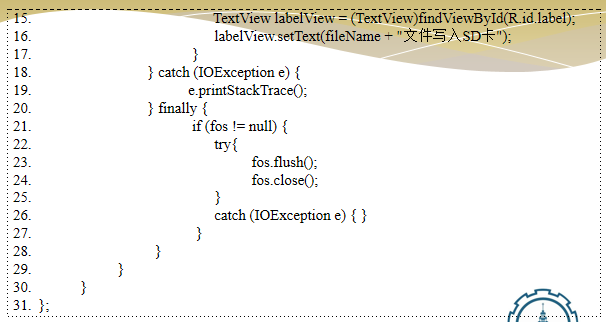 15. TextView labelView = (TextView)findViewById(R.id.label);
16. labelView.setText(fileName + "文件写入SD卡");
17. }
18. } catch (IOException e) {
19. e.printStackTrace();
20. } finally {
21. if (fos != null) {
22. try{
23. fos.flush();
24. fos.close();
25. }
26. catch (IOException e) { }
27. }
28. }
29. }
30. }
31. };